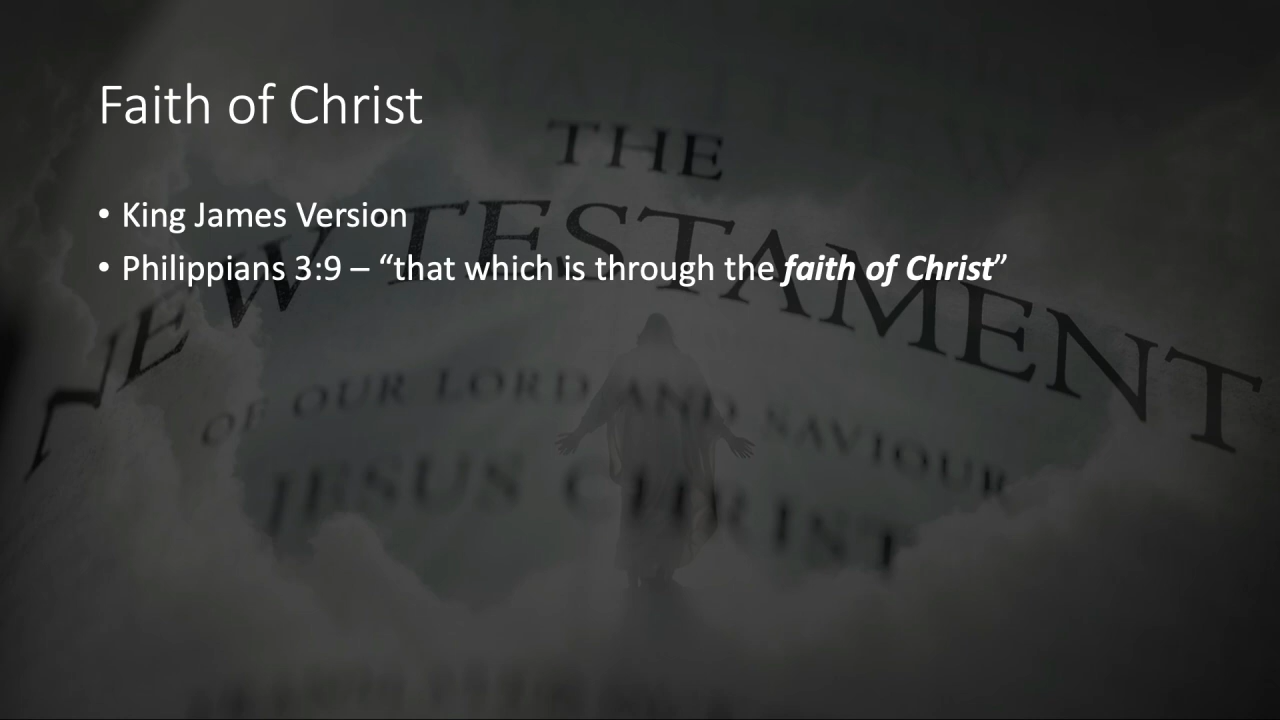 Faith of Christ
• King James Version
• Philippians 3:9 – “that which is through the faith of Christ”
THE
NEW TESTAMENT
OF OUR LORD AND SAVIOUR
JESUS CHRIST